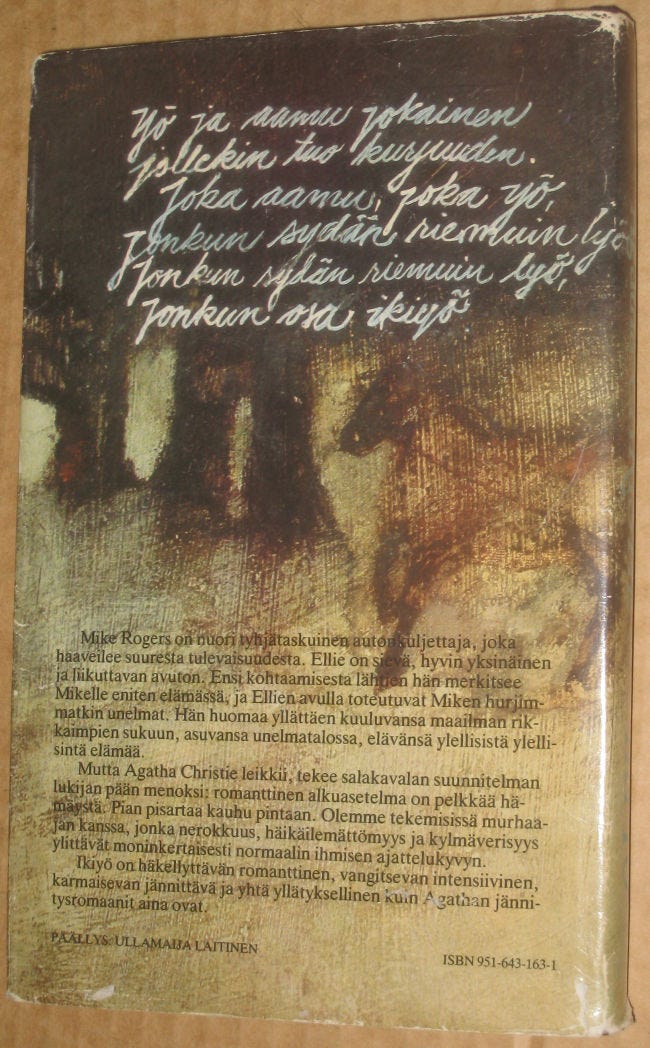 Yö ja aamu jokainen
jollekin tuo kurjuuden.
Joka aamu, joka yö,
Jonkun sydän riemuin lyö
Jonkun sydän riemuin lyö,
Jonkun osa ikiyö.
Mike Rogers on nuori tyhjätaskuinen autonkuljettaja, joka
haaveilee suuresta tulevaisuudesta. Ellie on sievä, hyvin yksinäinen
ja liikuttavan avuton. Ensi kohtaamisesta lähtien hän merkitsee
Mikelle eniten elämässä, ja Ellien avulla toteutuvat Miken hurjim-
matkin unelmat. Hän huomaa yllättäen kuuluvansa maailman rik-
kaimpien sukuun, asuvansa unelmatalossa, elävänsä ylellisistä ylelli-
sintä elämää.
Mutta Agatha Christie leikkii, tekee salakavalan suunnitelman
lukijan pään menoksi: romanttinen alkuasetelma on pelkkää hä-
mäystä. Pian pisartaa kauhu pintaan. Olemme tekemisissä murhaa-
jan kanssa, jonka nerokkuus, häikäilemättömyys ja kylmäverisyys
ylittävät moninkertaisesti normaalin ihmisen ajattelukyvyn.
Ikiyö on häkellyttävän romanttinen, vangitsevan intensiivinen,
karmaisevan jännittävä ja yhtä yllätyksellinen kuin Agathan jänni-
tysromaanit aina ovat.
PÄÄLLYS: ULLAMAIJA LAITINEN
ISBN 951-643-163-1